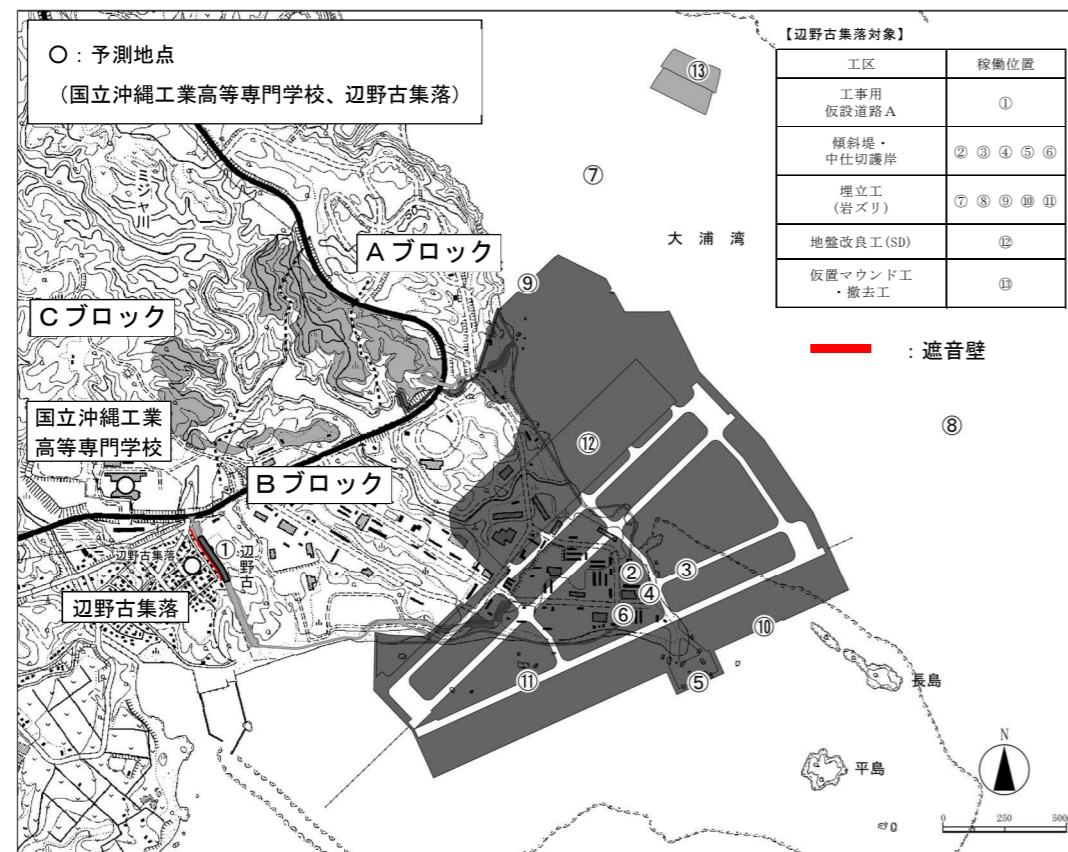 ○：予測地点
（国立沖縄工業高等専門学校、辺野古集落）
【辺野古集落対象】
工区 稼働位置
工事用
仮設道路A ①
傾斜堤・
中仕切護岸 ② ③ ④ ⑤ ⑥
埋立工
(岩ズリ) ⑦ ⑧ ⑨ ⑩ ⑪
地盤改良工(SD) ⑫
仮置マウンド工
・撤去工 ⑬
：遮音壁
⑬
⑦
大浦湾
ミジャ川
50
Aブロック
⑨
Cブロック
⑧
国立沖縄工業
高等専門学校
⑫
Bブロック
辺野古集落
①
辺野古
辺野古集落
②
③
④
⑥
⑩
⑤
⑪
長島
平島
N
0 250 500